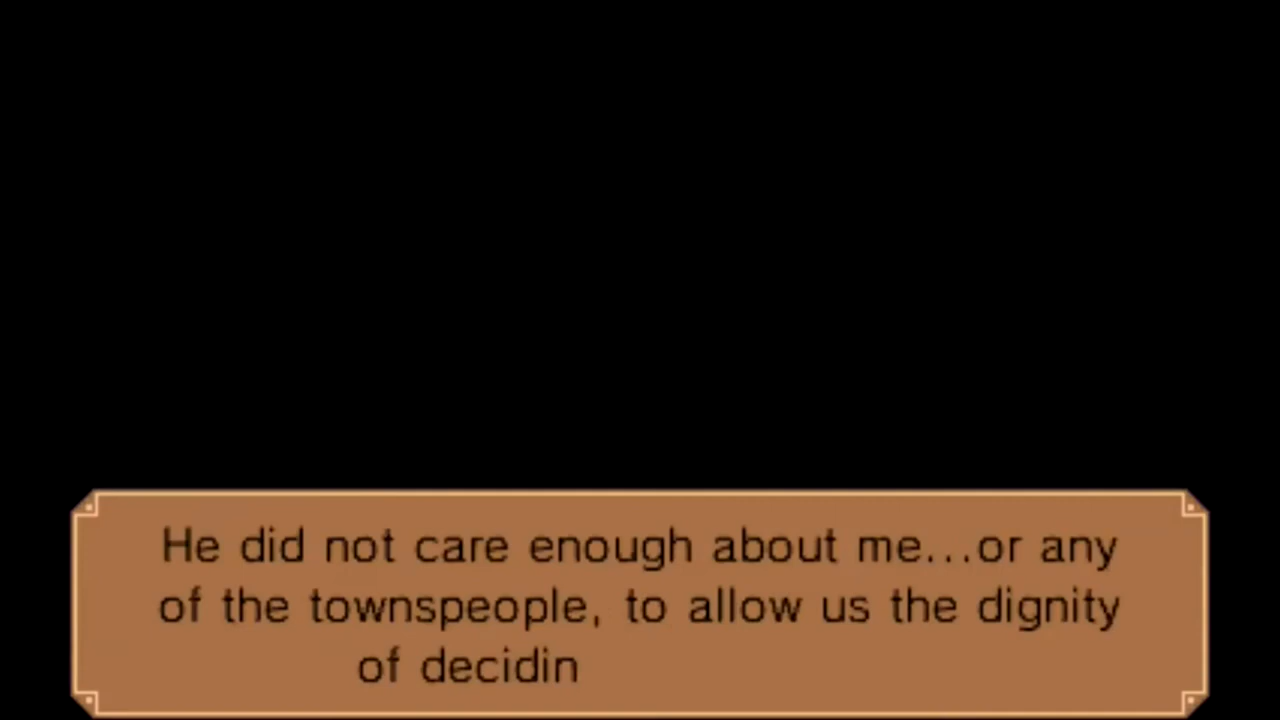 He did not care enough about me...or any
of the townspeople, to allow us the dignity
of decidin